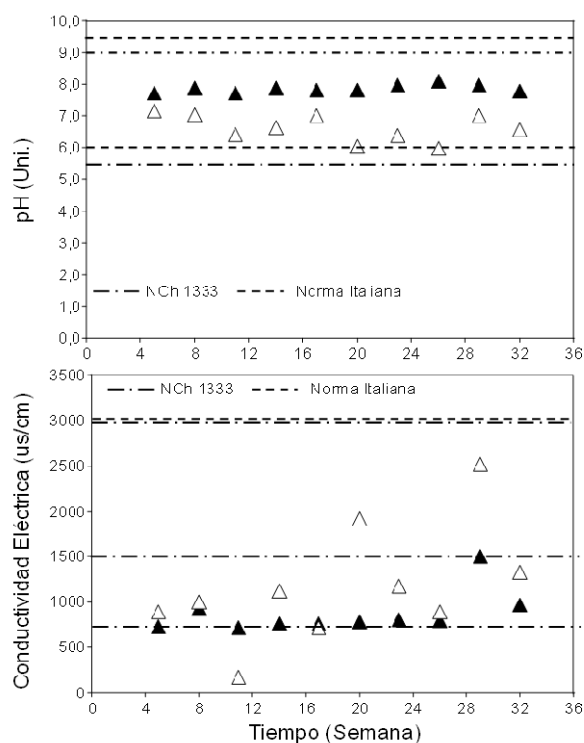 10,0
9,0
8,0
7,0
6,0
5,0
4,0
3,0
2,0
1,0
0,0
pH (Uni.)
NCh 1333 Norma Italiana
0 4 8 12 16 20 24 28 32 36
3500
3000
2500
2000
1500
1000
500
0
Conductividad Eléctrica (us/cm)
NCh 1333 Norma Italiana
0 4 8 12 16 20 24 28 32 36
Tiempo (Semana)